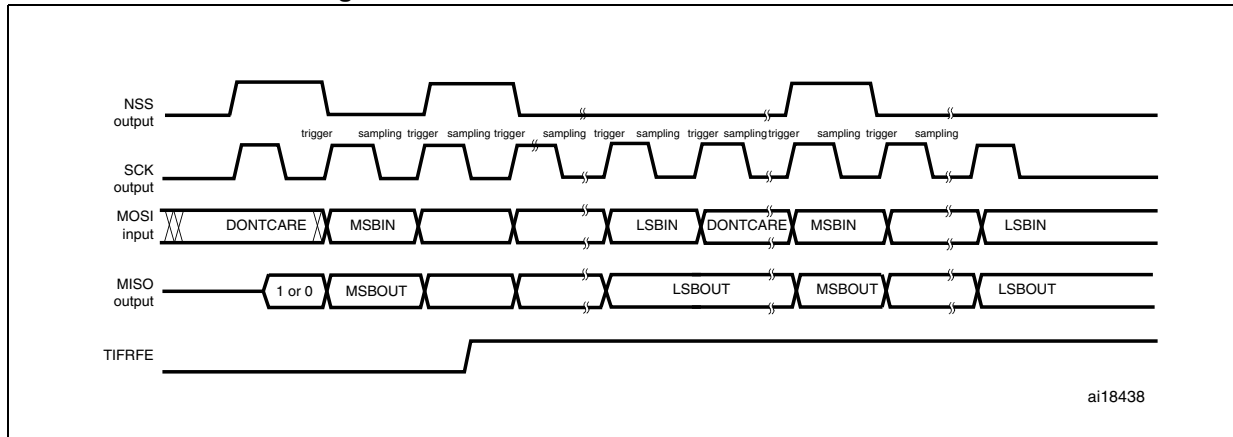 NSS
output
trigger sampling trigger sampling trigger sampling trigger sampling trigger sampling trigger sampling trigger sampling
SCK
output
MOSI
input
DONTCARE MSBIN LSBIN DONTCARE MSBIN LSBIN
MISO
output
1 or 0 MSBOUT LSBOUT MSBOUT LSBOUT
TIFRFE
ai18438